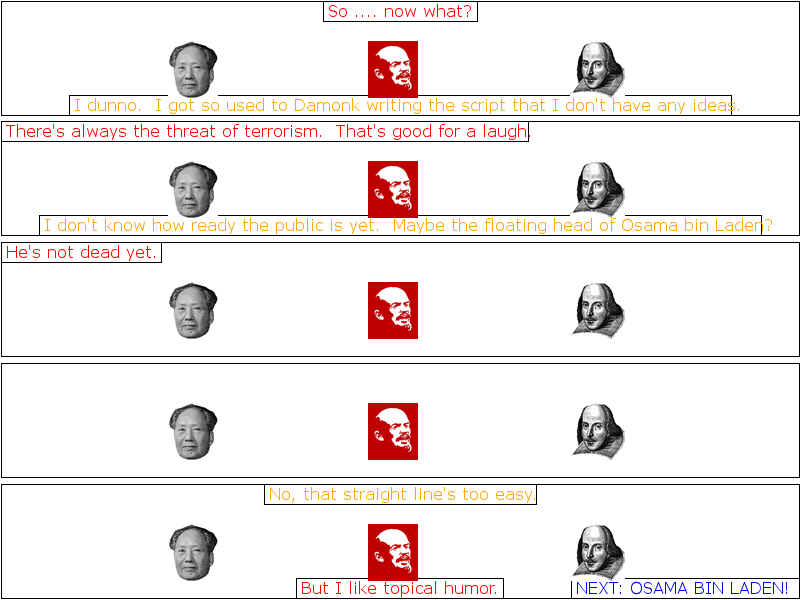 So .... now what?
I dunno.  I got so used to Damonk writing the script that I don't have any ideas.
There's always the threat of terrorism.  That's good for a laugh.
I don't know how ready the public is yet.  Maybe the floating head of Osama bin Laden?
He's not dead yet.
No, that straight line's too easy.
But I like topical humor.
NEXT: OSAMA BIN LADEN!